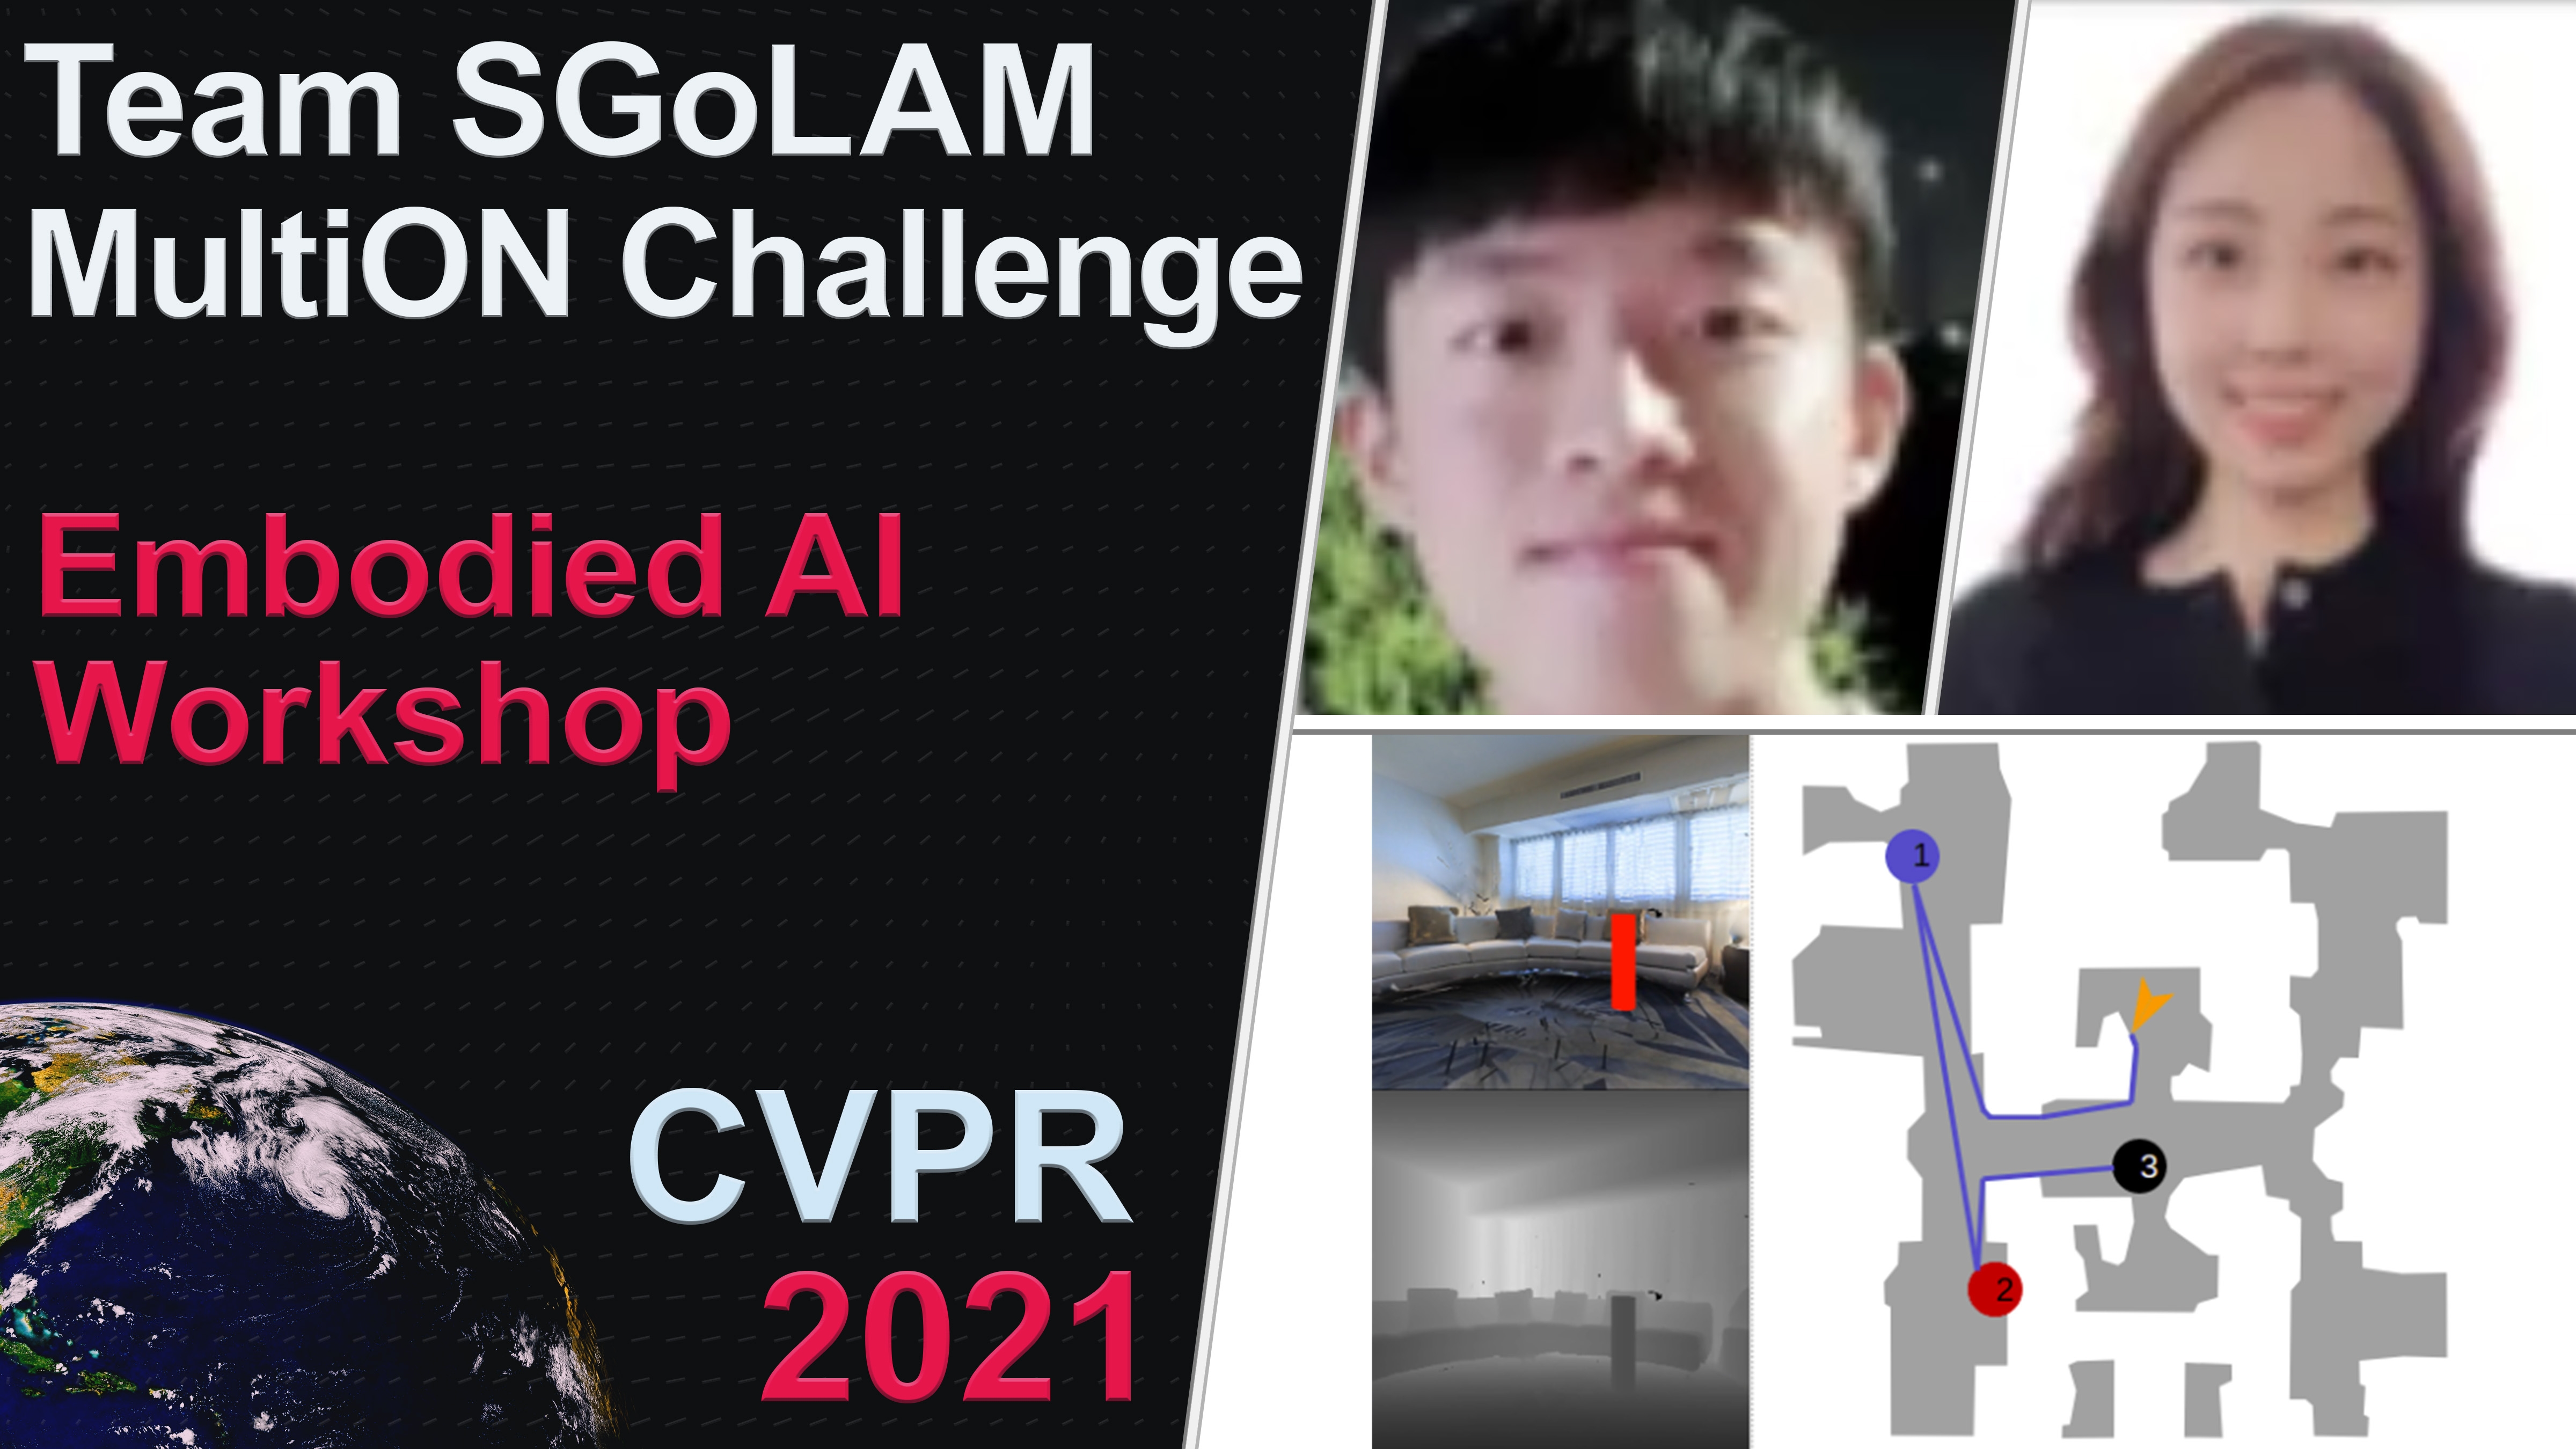 Team SGoLAM
MultiON Challenge
Embodied AI
Workshop
CVPR
2021
1
3
2